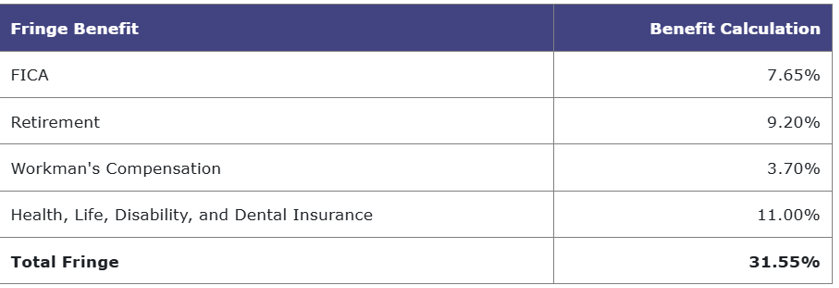 Fringe Benefit Benefit Calculation
FICA 7.65%
Retirement 9.20%
Workman's Compensation 3.70%
Health, Life, Disability, and Dental Insurance 11.00%
Total Fringe 31.55%